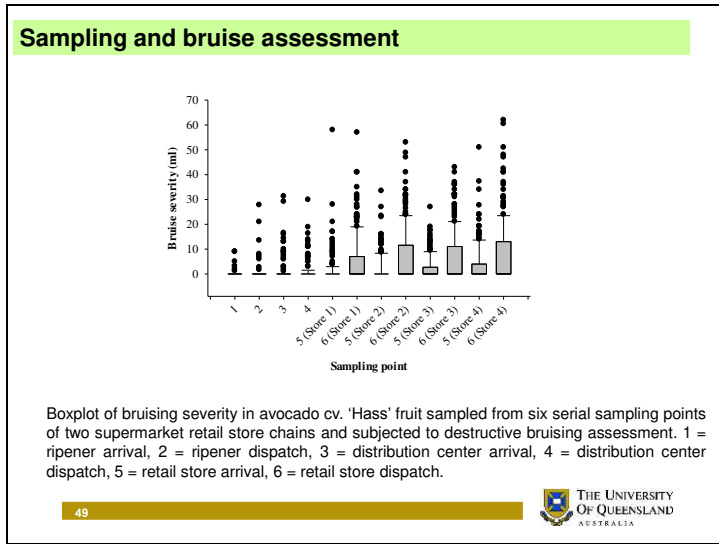 Sampling and bruise assessment
70
60
50
40
30
20
10
0
Bruise severity (ml)
1
2
3
4
5 (Store 1)
6 (Store 1)
5 (Store 2)
6 (Store 2)
5 (Store 3)
6 (Store 3)
5 (Store 4)
6 (Store 4)
Sampling point
Boxplot of bruising severity in avocado cv. ‘Hass’ fruit sampled from six serial sampling points
of two supermarket retail store chains and subjected to destructive bruising assessment. 1 =
ripener arrival, 2 = ripener dispatch, 3 = distribution center arrival, 4 = distribution center
dispatch, 5 = retail store arrival, 6 = retail store dispatch.
49
THE UNIVERSITY
OF QUEENSLAND
AUSTRALIA